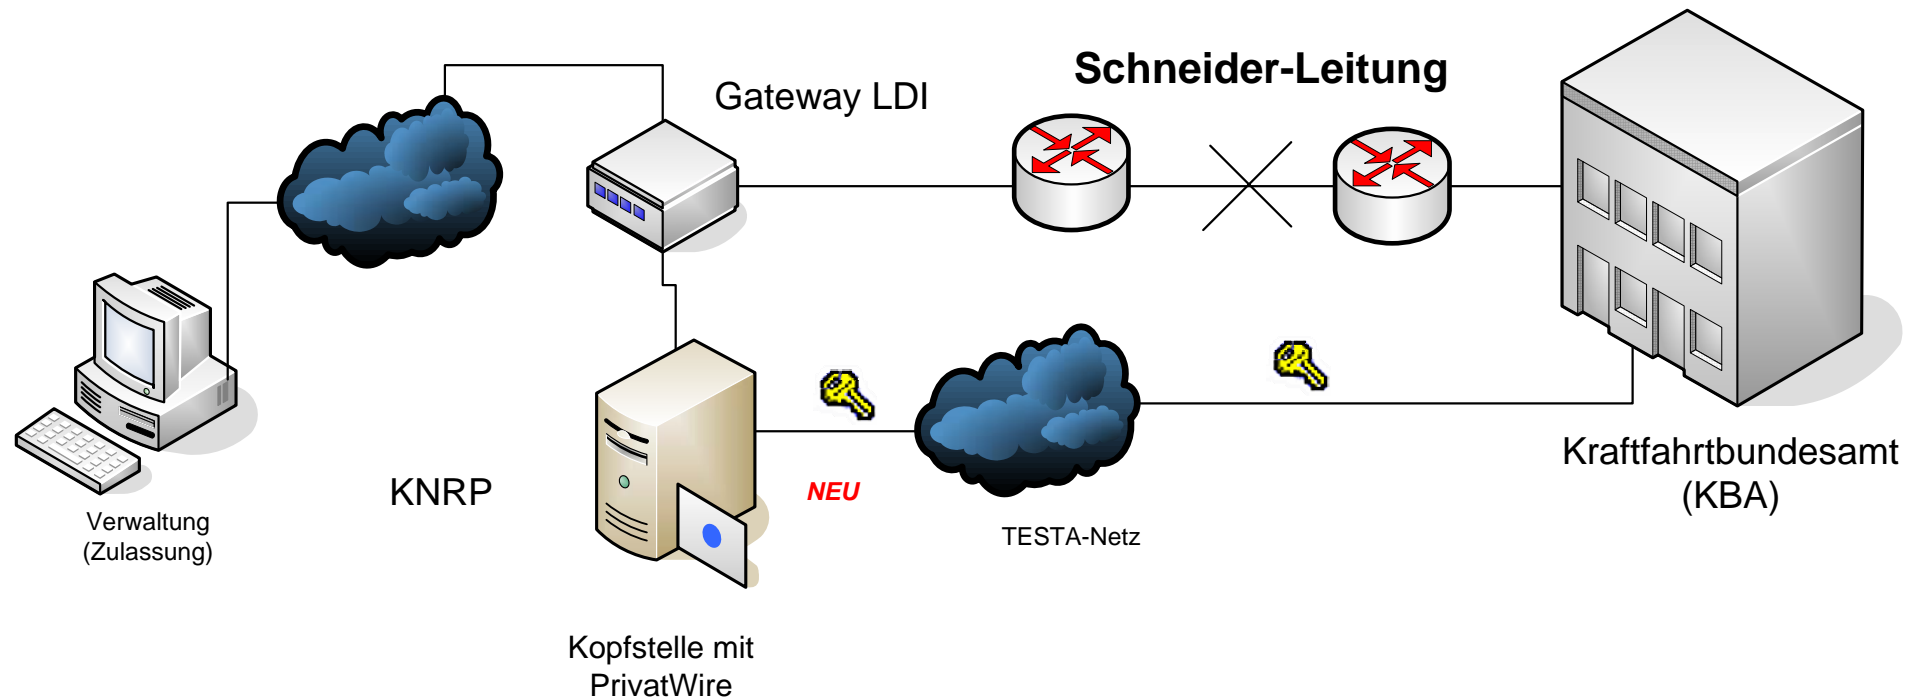 Schneider-Leitung
Gateway LDI
KNRP
NEU
Verwaltung
(Zulassung)
TESTA-Netz
Kraftfahrtbundesamt
(KBA)
Kopfstelle mit
PrivatWire